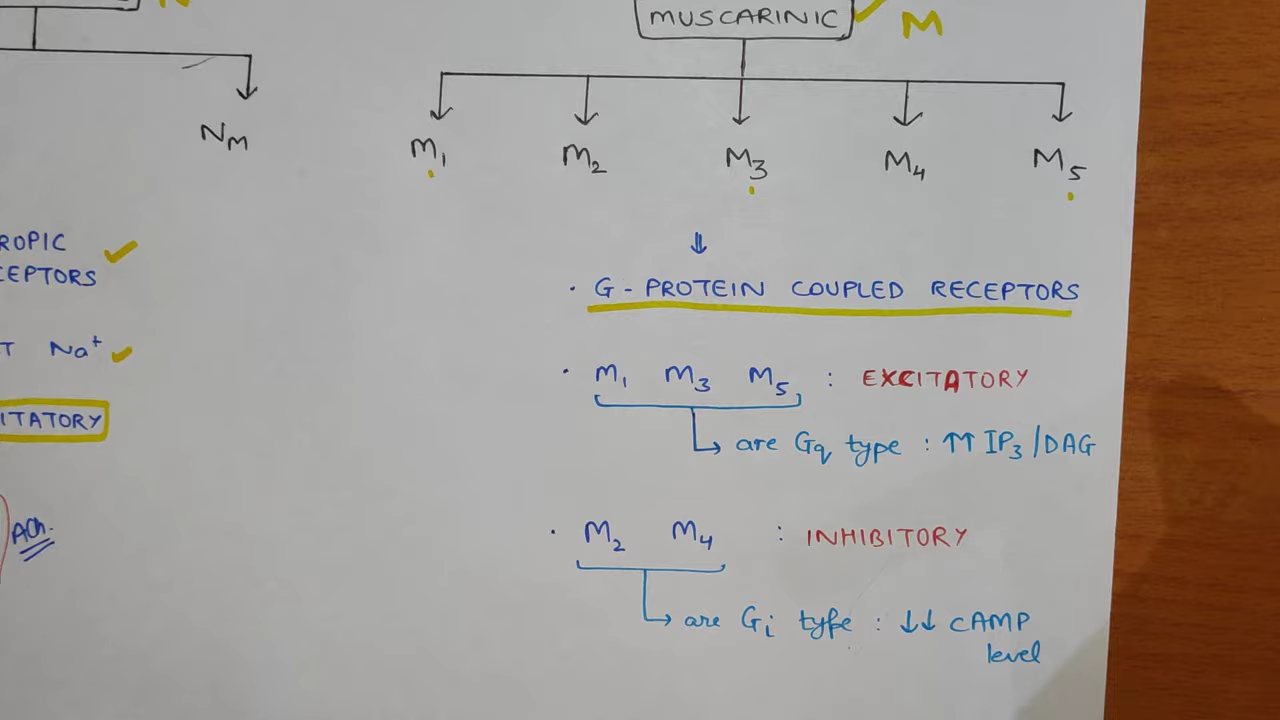 N
MUSCARINIC M
NM
M1 M2 M3 M4 M5
ROPIC
CEPTORS
⇓
• G - PROTEIN COUPLED RECEPTORS
T Na+
• M1 M3 M5 : EXCITATORY
ITATORY
→ are Gq type : ↑↑ IP3/DAG
ACh.
• M2 M4 : INHIBITORY
→ are Gi type : ↓↓ CAMP
level